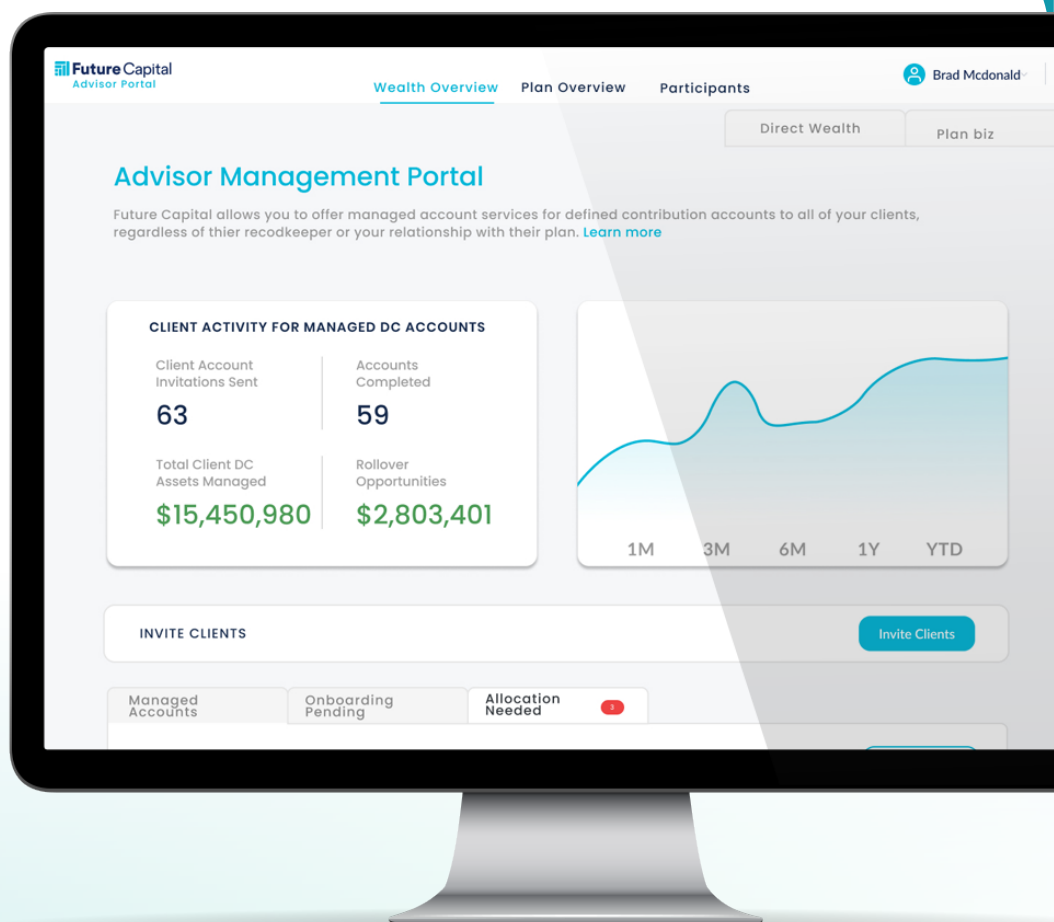 Future Capital
Advisor Portal
Wealth Overview
Plan Overview
Participants
Brad Mcdonald
Direct Wealth
Plan biz
Advisor Management Portal
Future Capital allows you to offer managed account services for defined contribution accounts to all of your clients,
regardless of thier recodkeeper or your relationship with their plan. Learn more
CLIENT ACTIVITY FOR MANAGED DC ACCOUNTS
Client Account
Invitations Sent
63
Accounts
Completed
59
Total Client DC
Assets Managed
$15,450,980
Rollover
Opportunities
$2,803,401
1M 3M 6M 1Y YTD
INVITE CLIENTS
Invite Clients
Managed
Accounts
Onboarding
Pending
Allocation
Needed
3